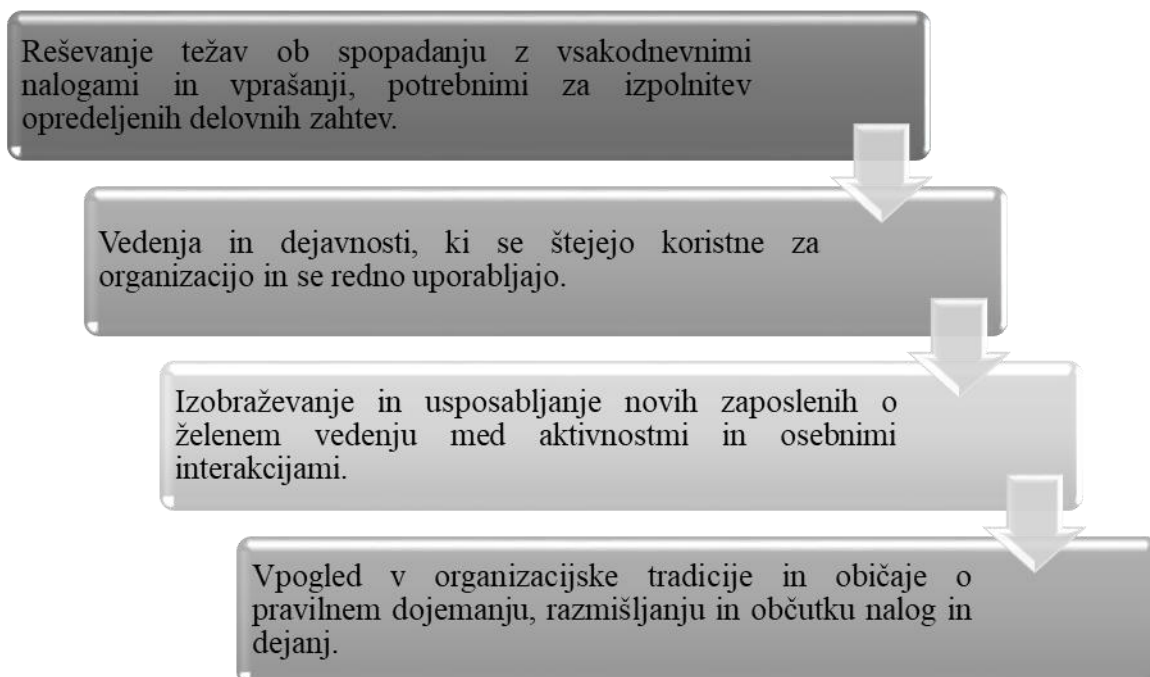 Reševanje težav ob spopadanju z vsakodnevnimi
nalogami in vprašanji, potrebnimi za izpolnitev
opredeljenih delovnih zahtev.
Vedenja in dejavnosti, ki se štejejo koristne za
organizacijo in se redno uporabljajo.
Izobraževanje in usposabljanje novih zaposlenih o
želenem vedenju med aktivnostmi in osebnimi
interakcijami.
Vpogled v organizacijske tradicije in običaje o
pravilnem dojemanju, razmišljanju in občutku nalog in
dejanj.